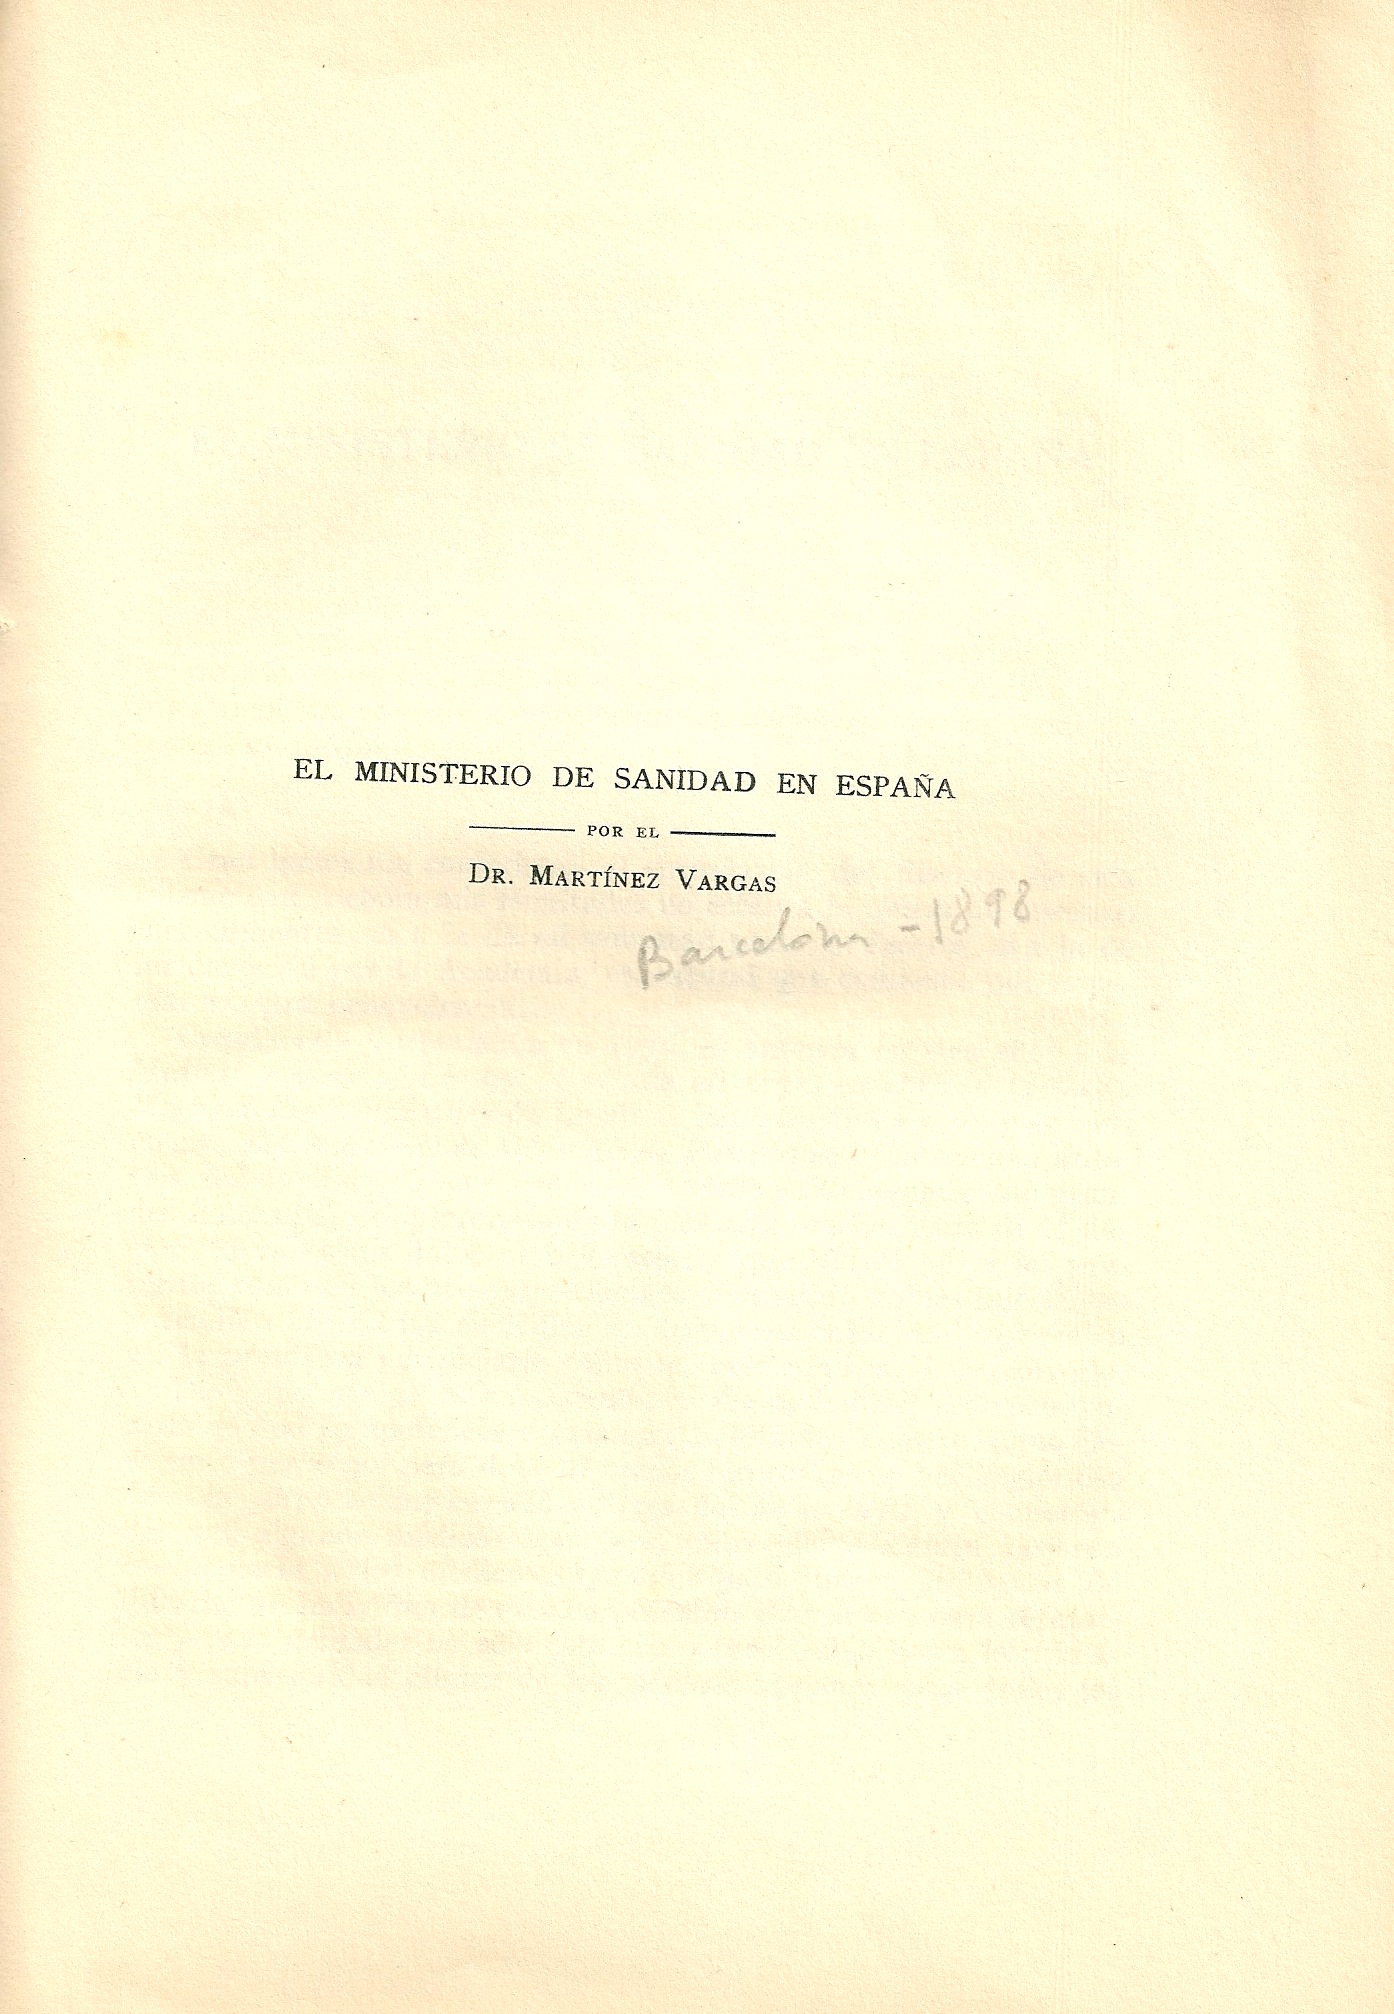 EL MINISTERIO DE SANIDAD EN ESPAÑA
POR EL
DR. MARTÍNEZ VARGAS
Barcelona - 1898